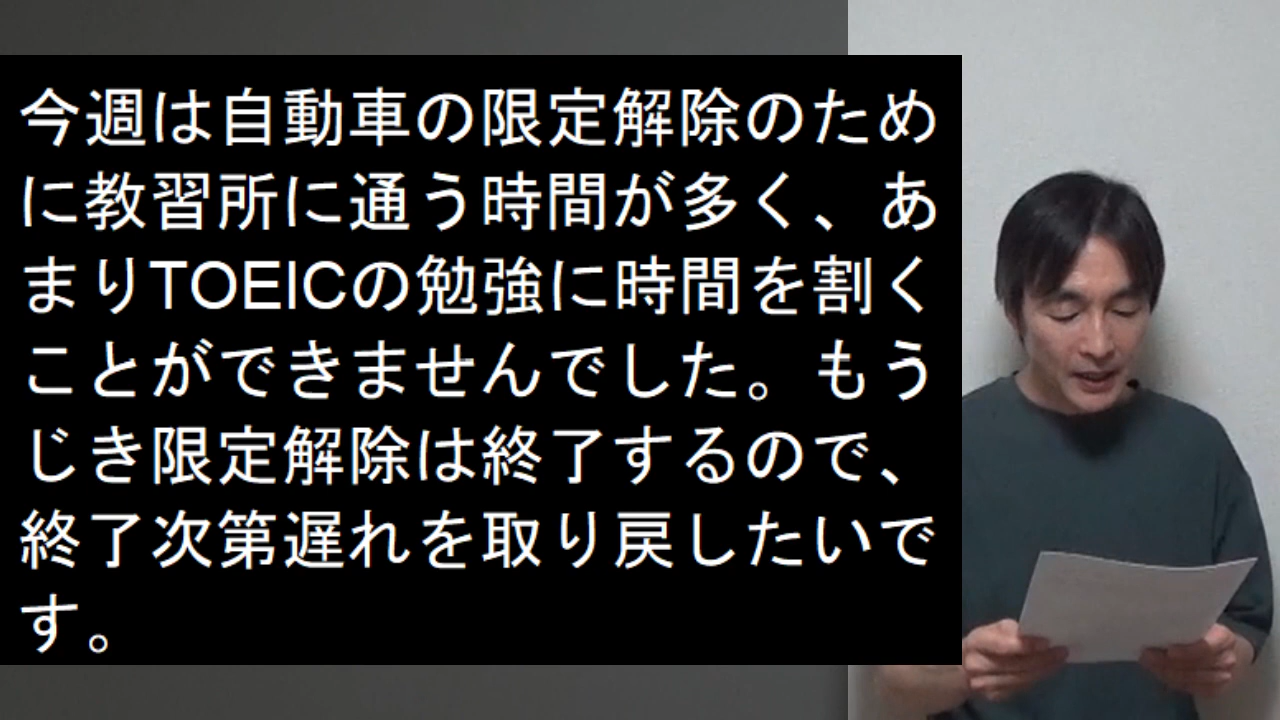 今週は自動車の限定解除のため
に教習所に通う時間が多く、あ
まりTOEICの勉強に時間を割く
ことができませんでした。もう
じき限定解除は終了するので、
終了次第遅れを取り戻したいで
す。